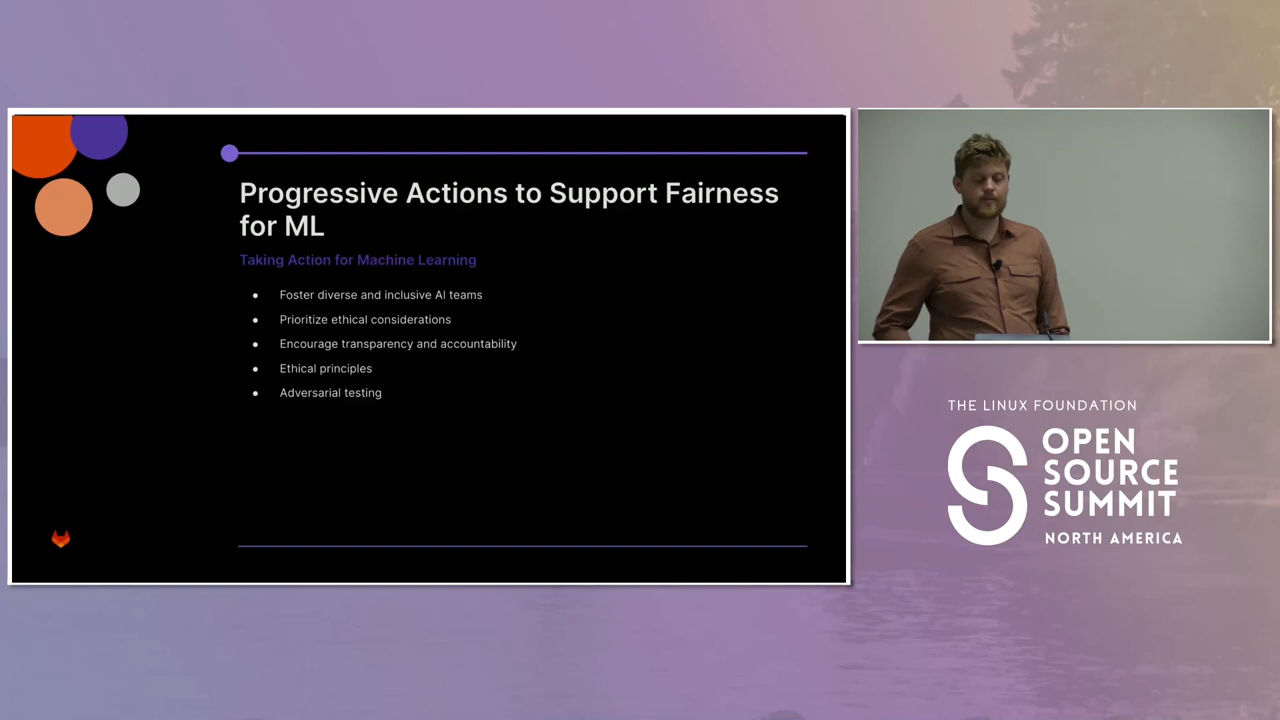 Progressive Actions to Support Fairness
for ML
Taking Action for Machine Learning
● Foster diverse and inclusive AI teams
● Prioritize ethical considerations
● Encourage transparency and accountability
● Ethical principles
● Adversarial testing
THE LINUX FOUNDATION
OPEN
SOURCE
SUMMIT
NORTH AMERICA